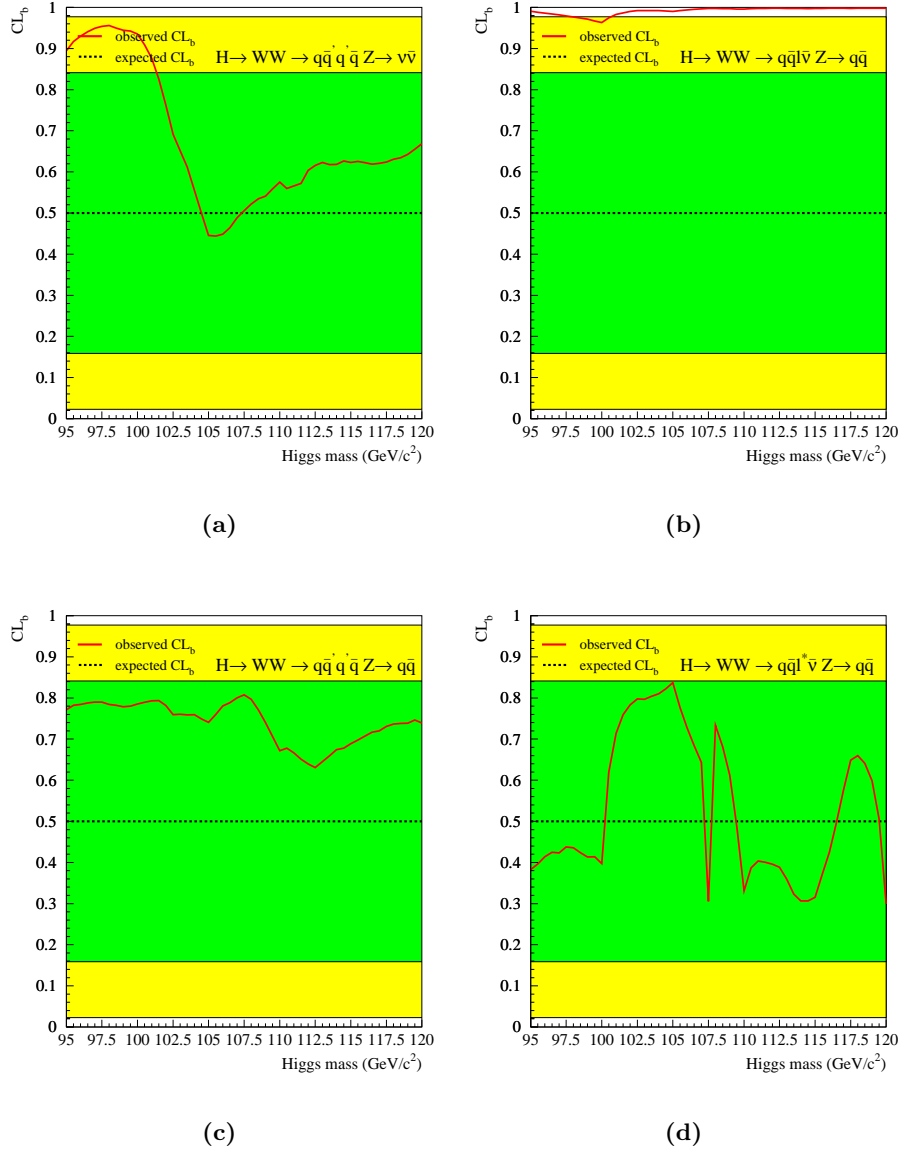 CL_b
1
0.9
0.8
0.7
0.6
0.5
0.4
0.3
0.2
0.1
0
observed CL_b
expected CL_b
H→ WW → qq̄'q'q̄ Z→ νν̄
95 97.5 100 102.5 105 107.5 110 112.5 115 117.5 120
Higgs mass (GeV/c²)
(a)
CL_b
1
0.9
0.8
0.7
0.6
0.5
0.4
0.3
0.2
0.1
0
observed CL_b
expected CL_b
H→ WW → qq̄lν̄ Z→ qq̄
95 97.5 100 102.5 105 107.5 110 112.5 115 117.5 120
Higgs mass (GeV/c²)
(b)
CL_b
1
0.9
0.8
0.7
0.6
0.5
0.4
0.3
0.2
0.1
0
observed CL_b
expected CL_b
H→ WW → qq̄'q'q̄ Z→ qq̄
95 97.5 100 102.5 105 107.5 110 112.5 115 117.5 120
Higgs mass (GeV/c²)
(c)
CL_b
1
0.9
0.8
0.7
0.6
0.5
0.4
0.3
0.2
0.1
0
observed CL_b
expected CL_b
H→ WW → qq̄l*ν̄ Z→ qq̄
95 97.5 100 102.5 105 107.5 110 112.5 115 117.5 120
Higgs mass (GeV/c²)
(d)